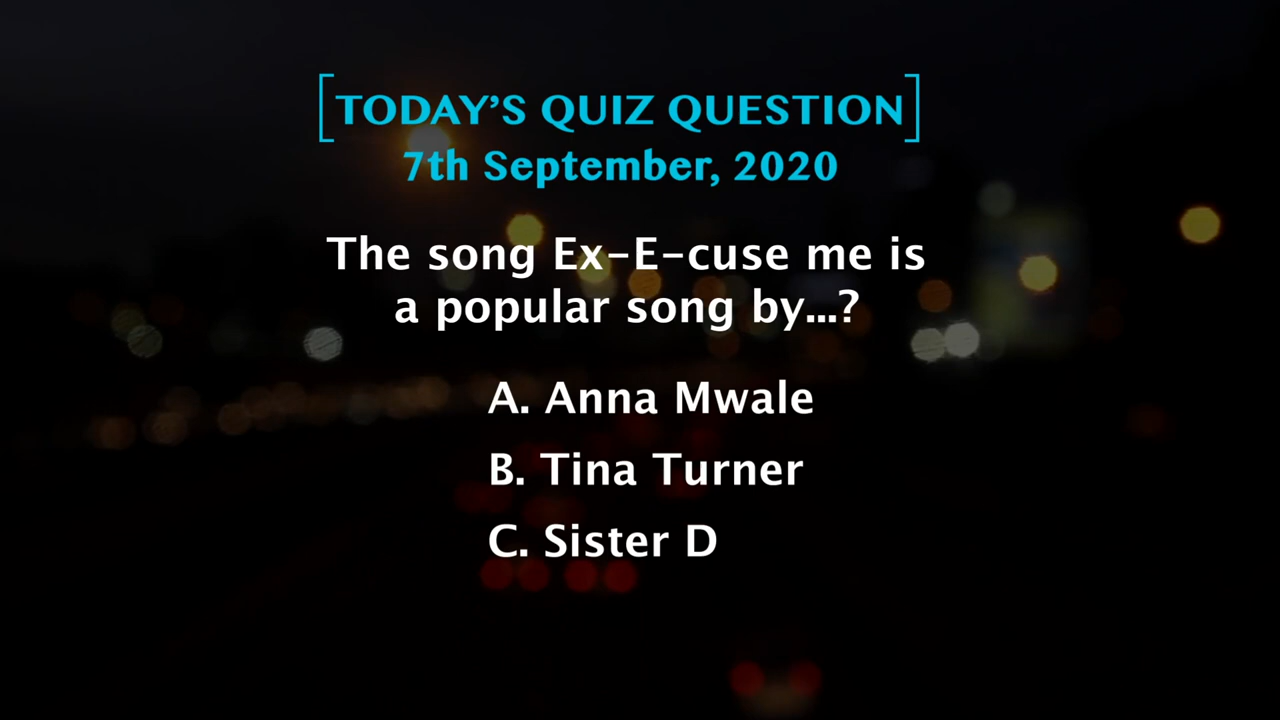 [TODAY’S QUIZ QUESTION]
7th September, 2020
The song Ex-E-cuse me is
a popular song by...?
A. Anna Mwale
B. Tina Turner
C. Sister D